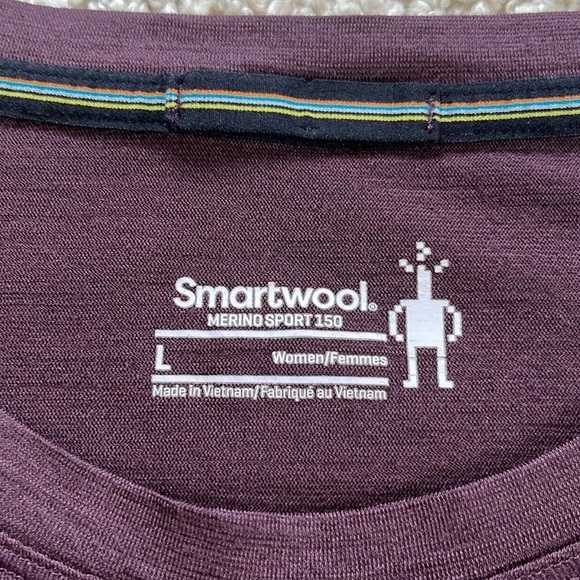 Smartwool®
MERINO SPORT 150
L Women/Femmes
Made in Vietnam/Fabriqué au Vietnam